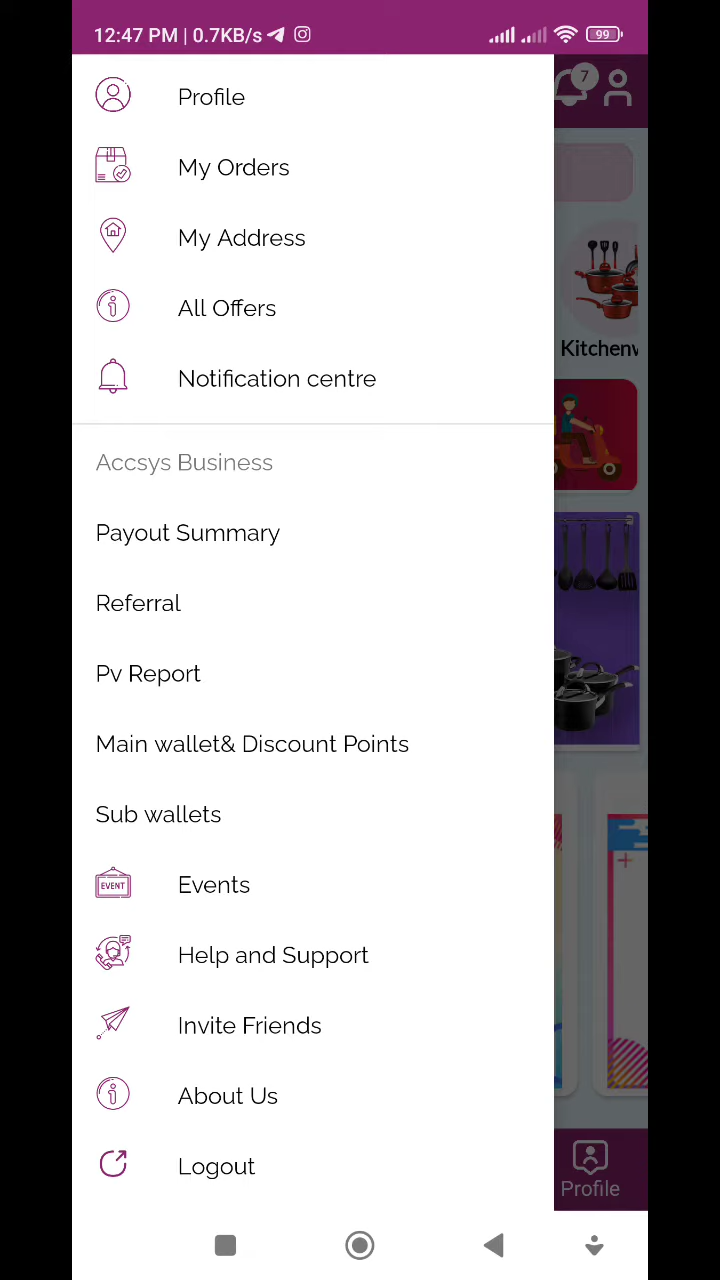 12:47 PM | 0.7KB/s
99
7
Profile
My Orders
My Address
All Offers
Kitchenw
Notification centre
Accsys Business
Payout Summary
Referral
Pv Report
Main wallet& Discount Points
Sub wallets
EVENT
Events
Help and Support
Invite Friends
About Us
Logout
Profile